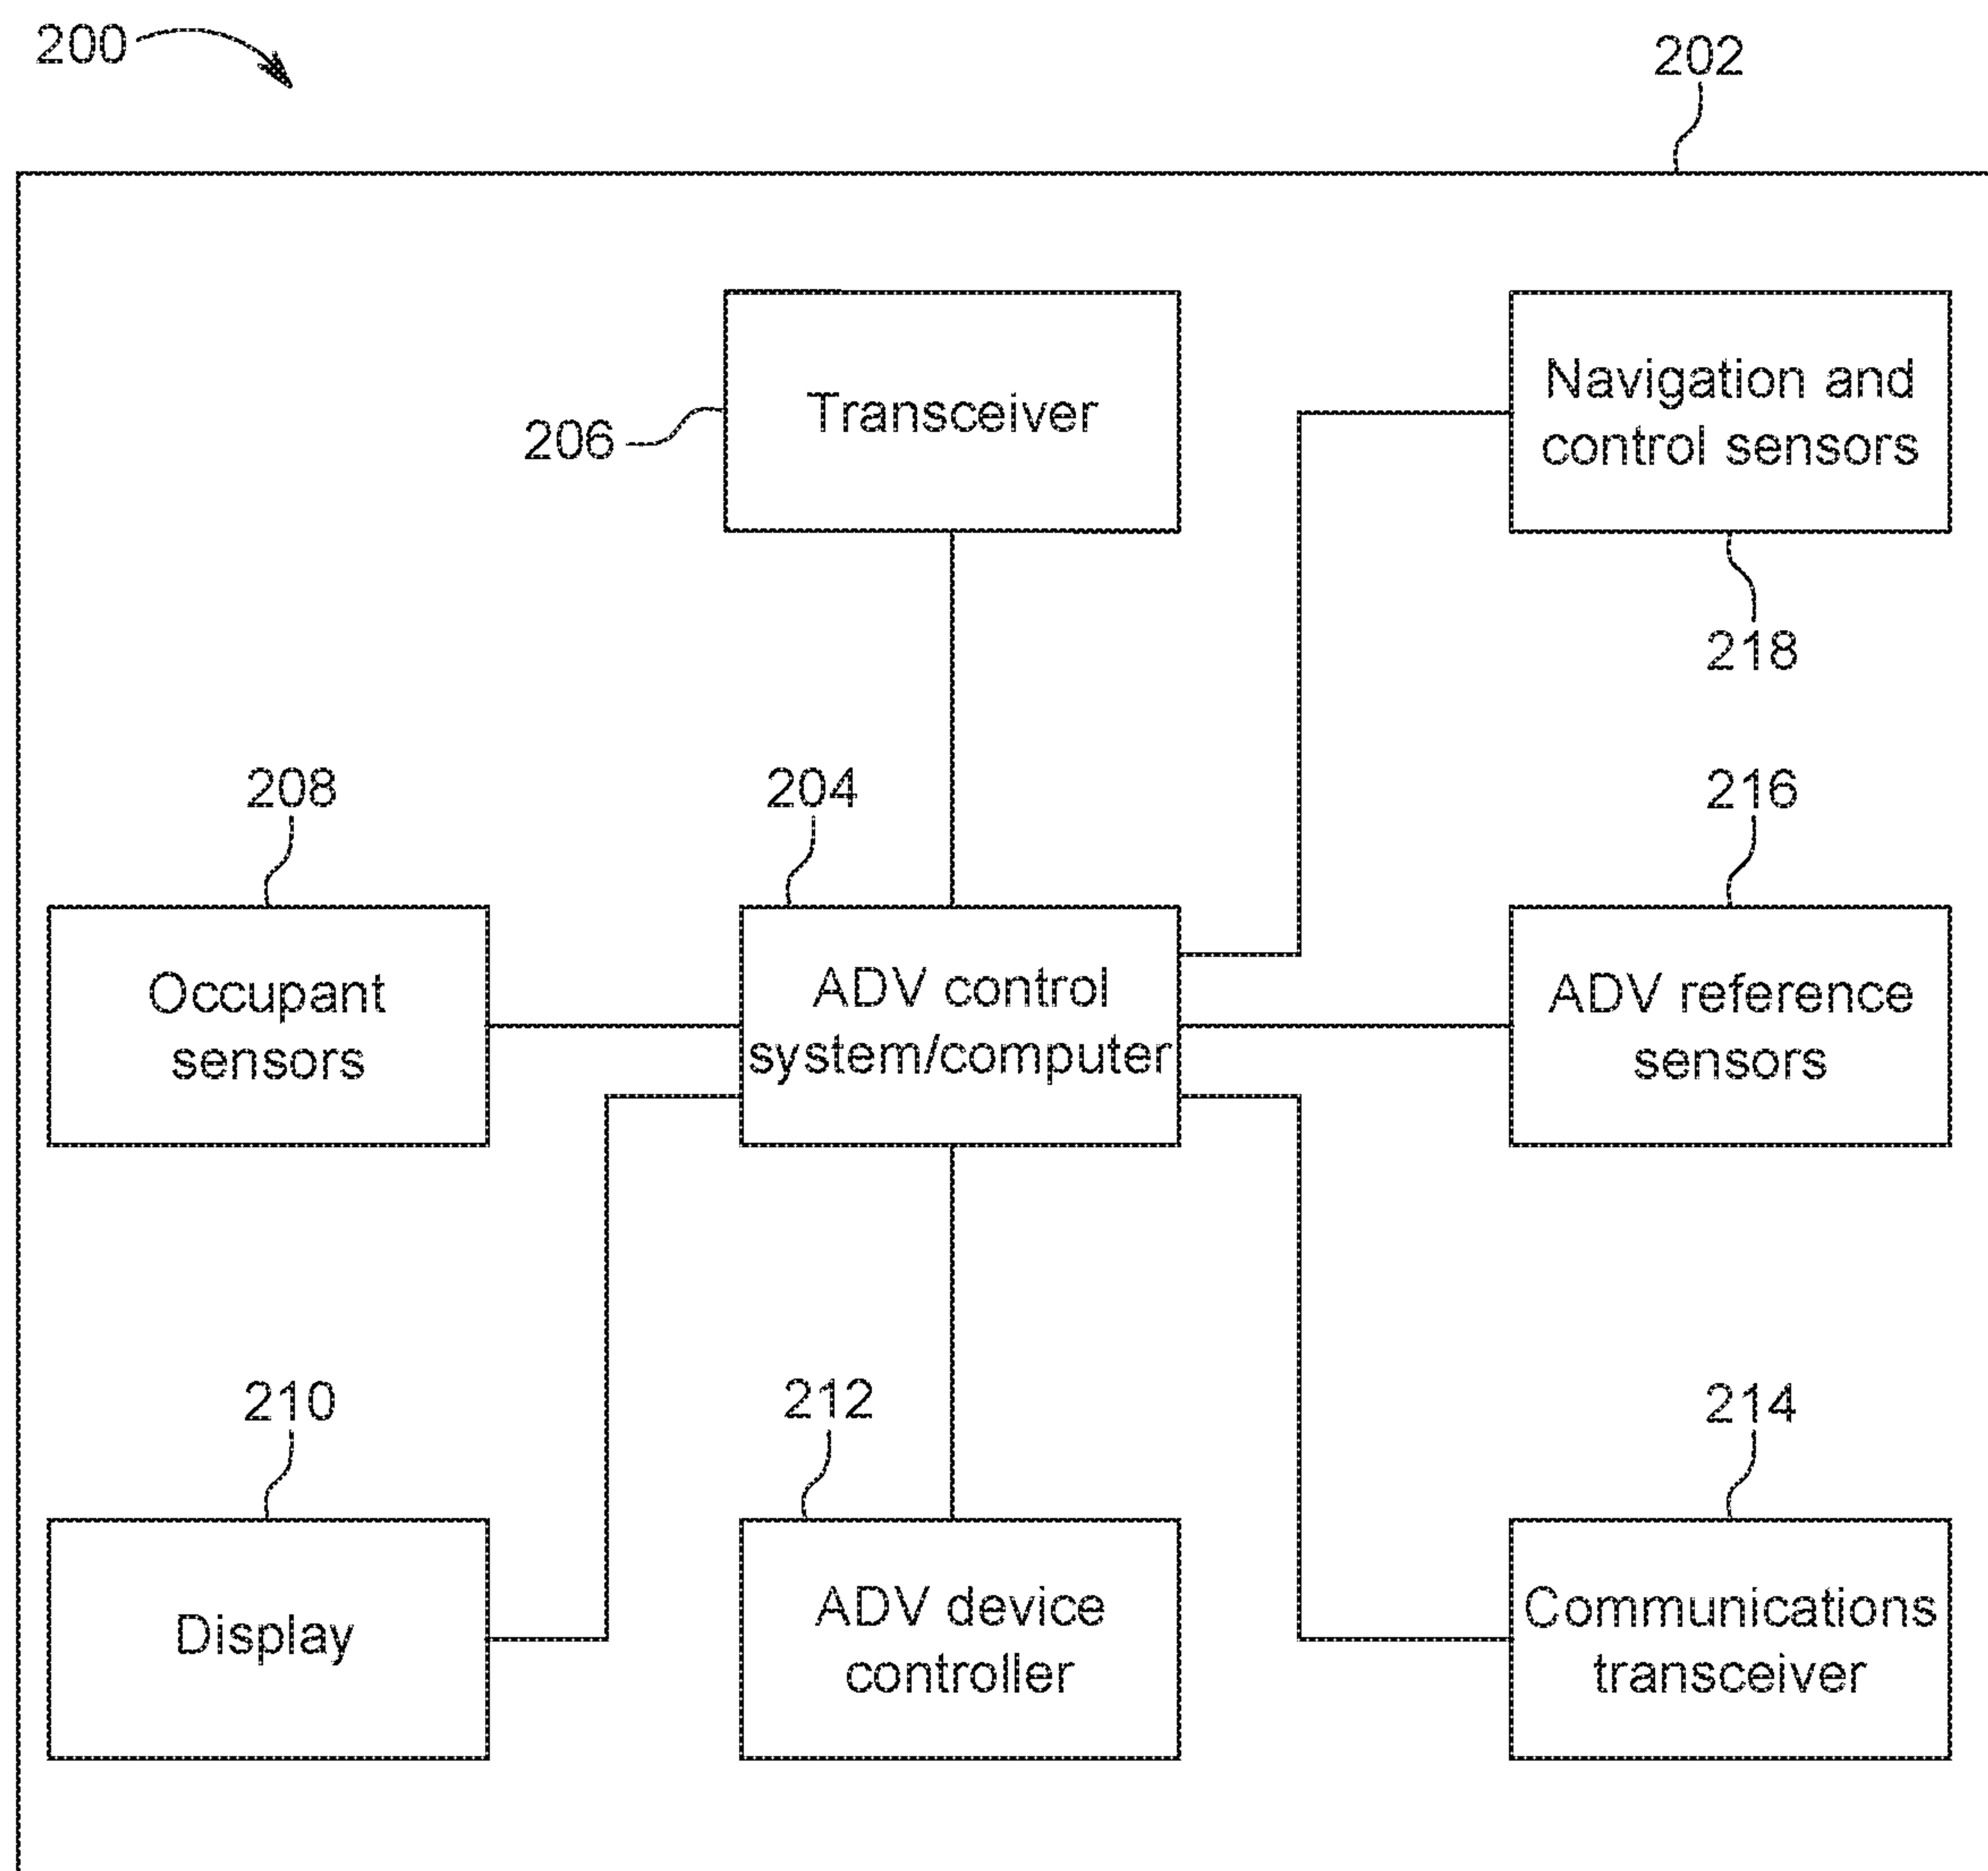 200
202
Transceiver
206
Navigation and
control sensors
218
208
204
216
Occupant
sensors
ADV control
system/computer
ADV reference
sensors
210
212
214
Display
ADV device
controller
Communications
transceiver